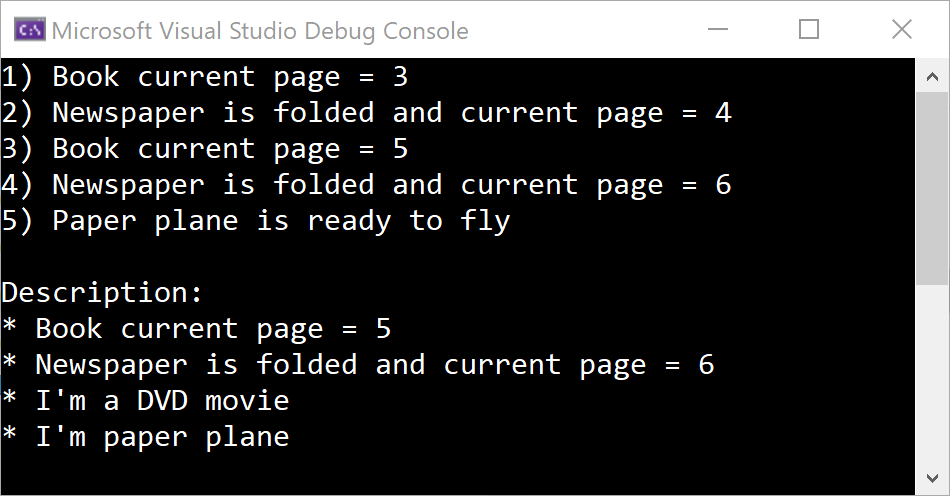 C:\
Microsoft Visual Studio Debug Console
1) Book current page = 3
2) Newspaper is folded and current page = 4
3) Book current page = 5
4) Newspaper is folded and current page = 6
5) Paper plane is ready to fly
Description:
* Book current page = 5
* Newspaper is folded and current page = 6
* I'm a DVD movie
* I'm paper plane